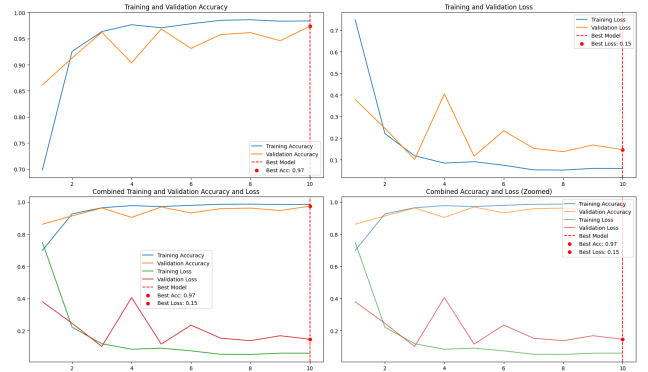 Training and Validation Accuracy
1.00
0.95
0.90
0.85
0.80
0.75
0.70
2 4 6 8 10
Training Accuracy
Validation Accuracy
Best Model
Best Acc: 0.97
Training and Validation Loss
0.7
0.6
0.5
0.4
0.3
0.2
0.1
2 4 6 8 10
Training Loss
Validation Loss
Best Model
Best Loss: 0.15
Combined Training and Validation Accuracy and Loss
1.0
0.8
0.6
0.4
0.2
2 4 6 8 10
Training Accuracy
Validation Accuracy
Training Loss
Validation Loss
Best Model
Best Acc: 0.97
Best Loss: 0.15
Combined Accuracy and Loss (Zoomed)
1.0
0.8
0.6
0.4
0.2
2 4 6 8 10
Training Accuracy
Validation Accuracy
Training Loss
Validation Loss
Best Model
Best Acc: 0.97
Best Loss: 0.15